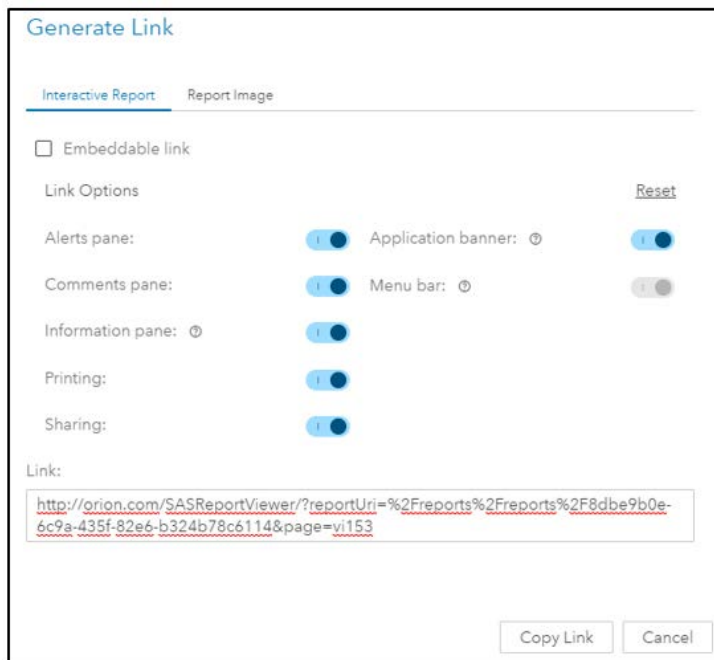 Generate Link
Interactive Report Report Image
Embeddable link
Link Options Reset
Alerts pane: Application banner: ?
Comments pane: Menu bar: ?
Information pane: ?
Printing:
Sharing:
Link:
http://orion.com/SASReportViewer/?reportUri=%2Freports%2Freports%2F8dbe9b0e-
6c9a-435f-82e6-b324b78c6114&page=vi153
Copy Link Cancel